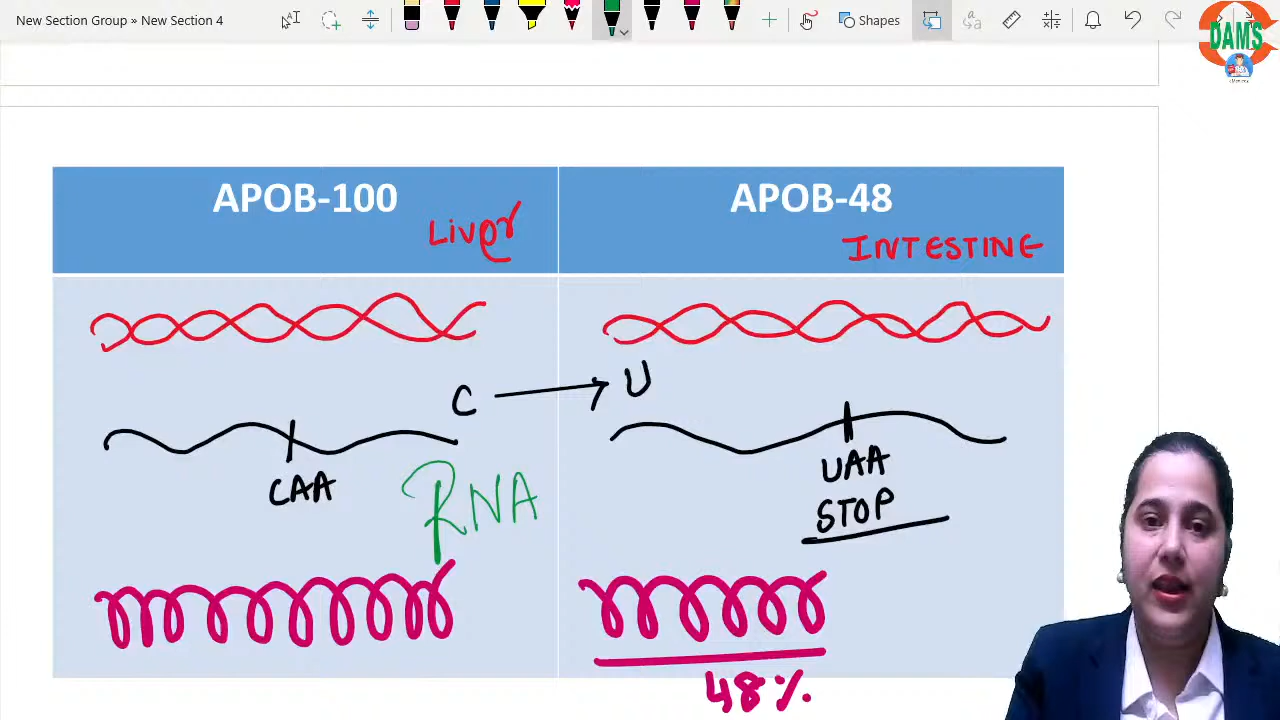 New Section Group » New Section 4
Shapes
DAMS
APOB-100
Liver
APOB-48
INTESTINE
C
U
CAA
RNA
UAA
STOP
48%